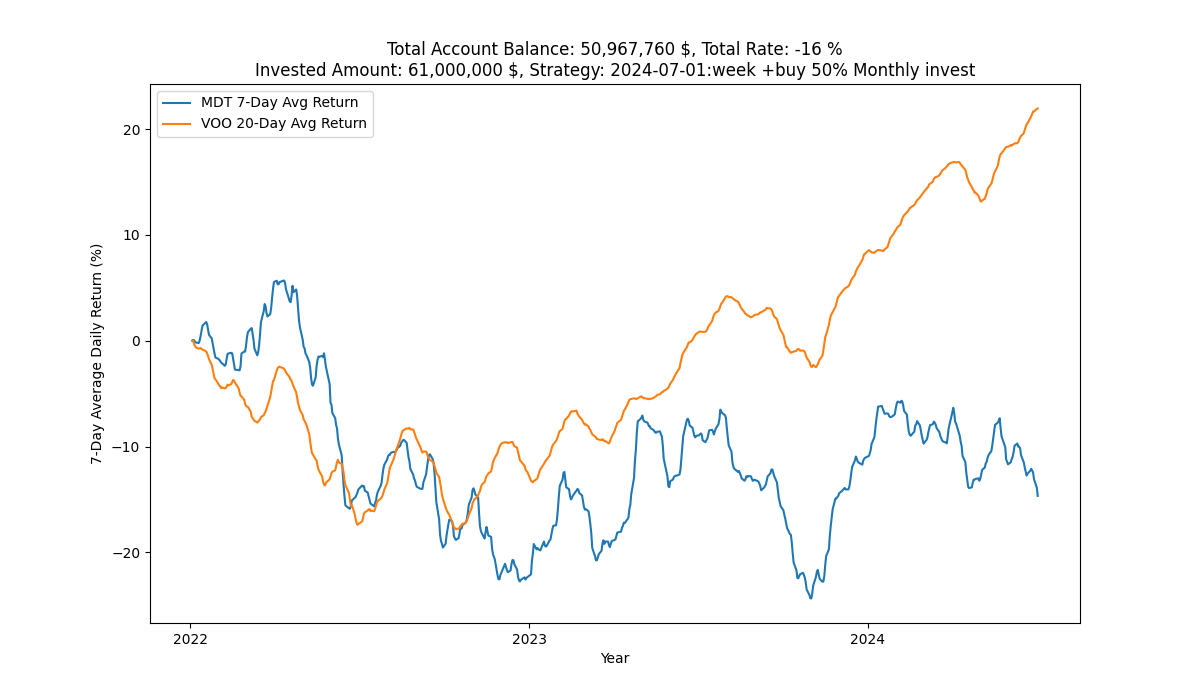 Total Account Balance: 50,967,760 $, Total Rate: -16 %
Invested Amount: 61,000,000 $, Strategy: 2024-07-01:week +buy 50% Monthly invest
MDT 7-Day Avg Return
VOO 20-Day Avg Return
7-Day Average Daily Return (%)
20
10
0
−10
−20
2022
2023
2024
Year